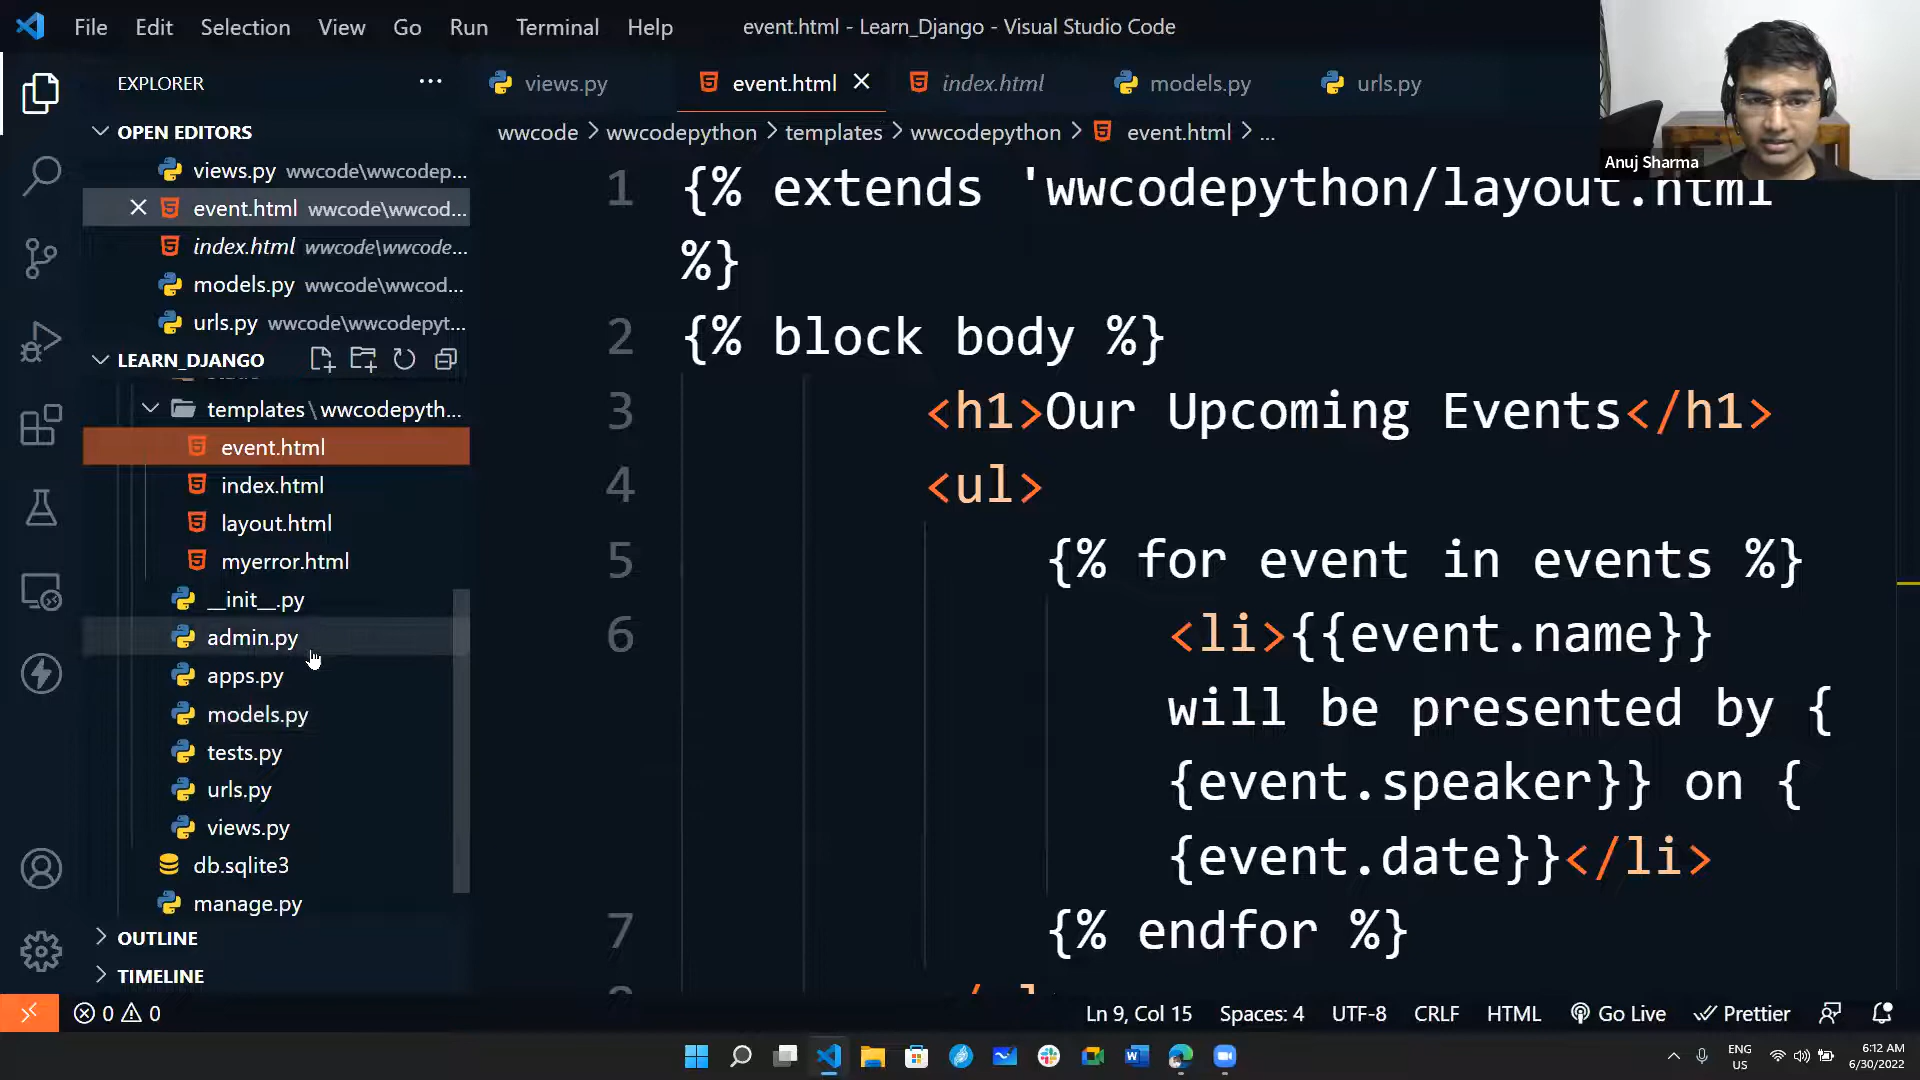 File Edit Selection View Go Run Terminal Help
event.html - Learn_Django - Visual Studio Code
EXPLORER
OPEN EDITORS
views.py wwcode\wwcodep...
event.html wwcode\wwcod...
index.html wwcode\wwcode...
models.py wwcode\wwcod...
urls.py wwcode\wwcodepyt...
LEARN_DJANGO
templates\wwcodepyth...
event.html
index.html
layout.html
myerror.html
__init__.py
admin.py
apps.py
models.py
tests.py
urls.py
views.py
db.sqlite3
manage.py
OUTLINE
TIMELINE
views.py event.html index.html models.py urls.py
wwcode > wwcodepython > templates > wwcodepython > event.html > ...
Anuj Sharma
1 {% extends 'wwcodepython/layout.html
%}
2 {% block body %}
3 <h1>Our Upcoming Events</h1>
4 <ul>
5 {% for event in events %}
6 <li>{{event.name}}
will be presented by {
{event.speaker}} on {
{event.date}}</li>
7 {% endfor %}
0 0
Ln 9, Col 15 Spaces: 4 UTF-8 CRLF HTML Go Live Prettier
ENG
US
6:12 AM
6/30/2022